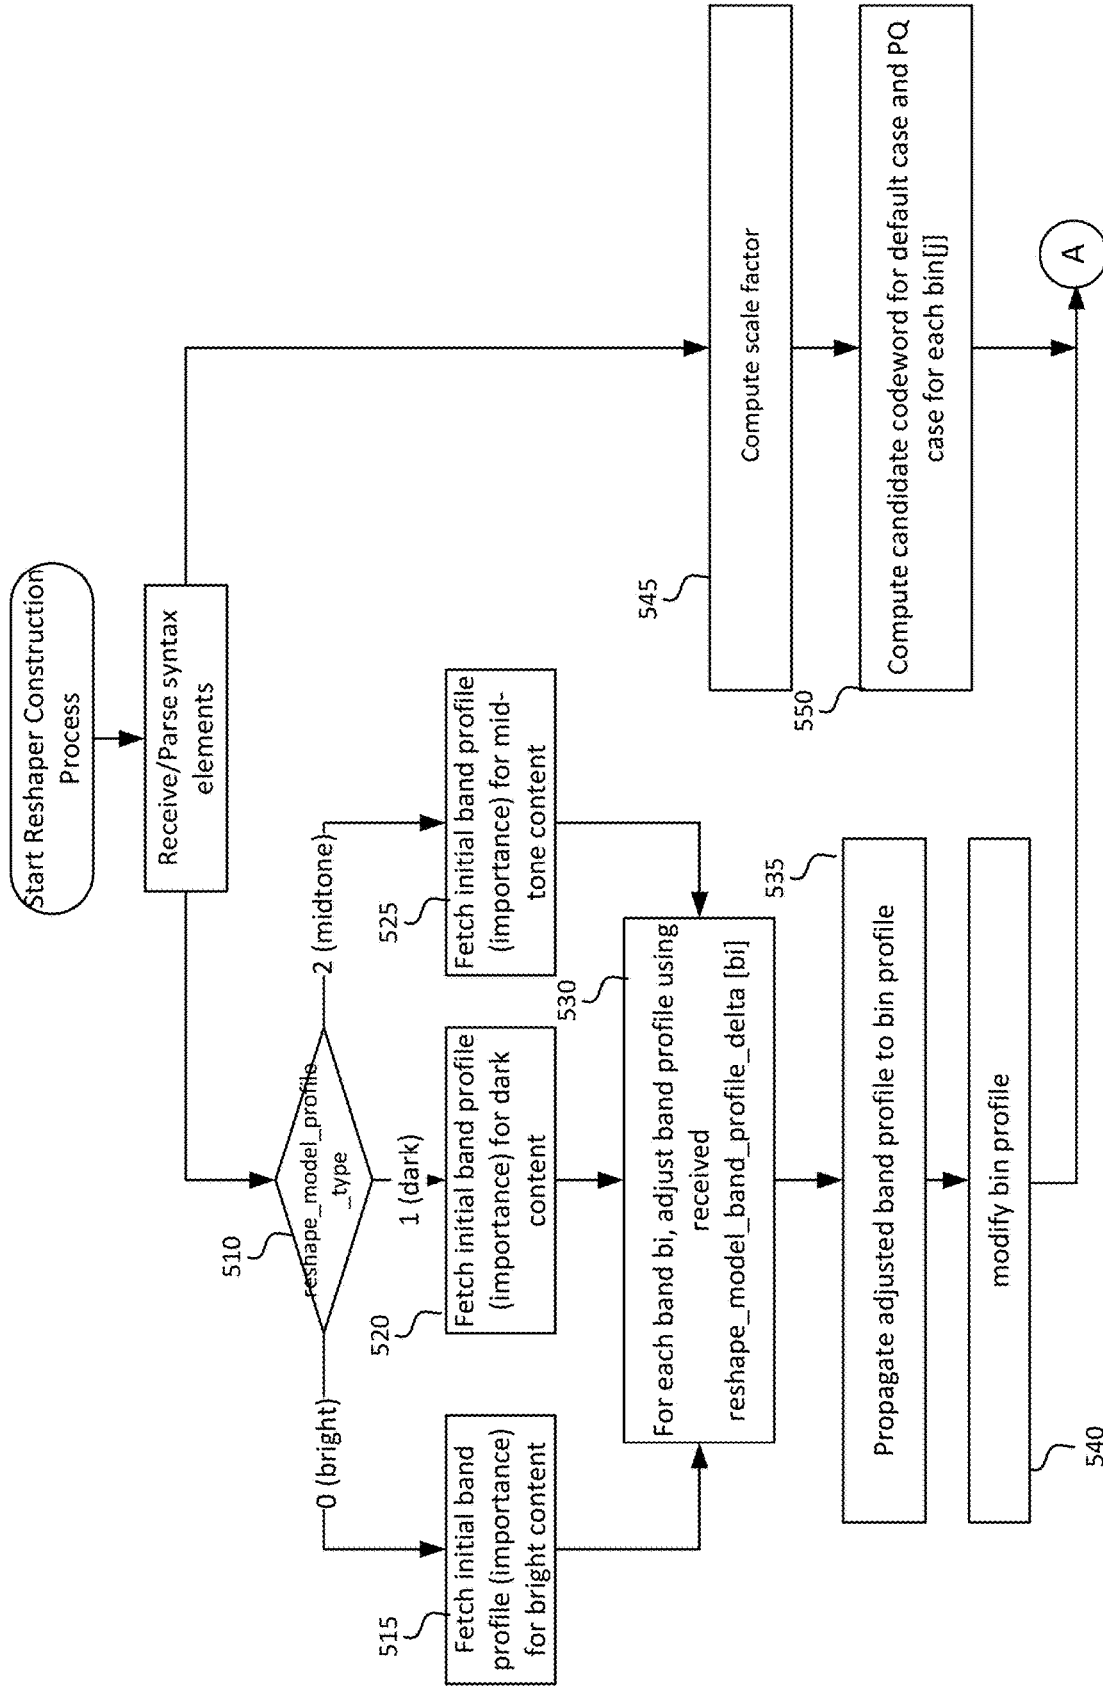 Start Reshaper Construction
Process
Receive/Parse syntax
elements
510
reshape_model_profile
_type
0 (bright)
1 (dark)
2 (midtone)
515
Fetch initial band
profile (importance)
for bright content
520
Fetch initial band profile
(importance) for dark
content
525
Fetch initial band profile
(importance) for mid-
tone content
530
For each band bi, adjust band profile using
received
reshape_model_band_profile_delta [bi]
535
Propagate adjusted band profile to bin profile
540
modify bin profile
545
Compute scale factor
550
Compute candidate codeword for default case and PQ
case for each bin[j]
A